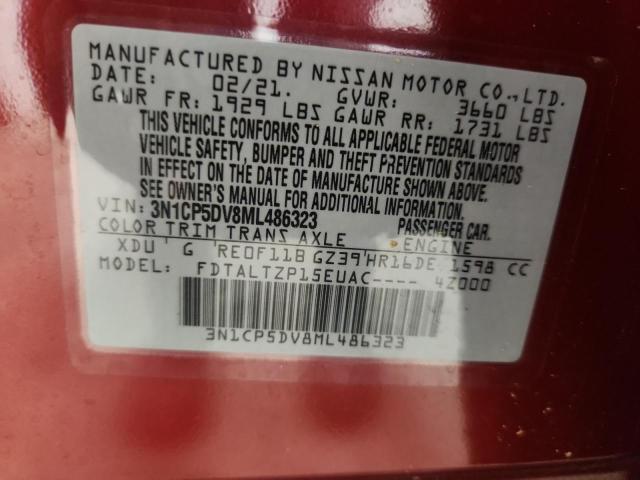 MANUFACTURED BY NISSAN MOTOR CO.,LTD.
DATE: 02/21. GVWR: 3660 LBS
GAWR FR: 1929 LBS GAWR RR: 1731 LBS
THIS VEHICLE CONFORMS TO ALL APPLICABLE FEDERAL MOTOR
VEHICLE SAFETY, BUMPER AND THEFT PREVENTION STANDARDS
IN EFFECT ON THE DATE OF MANUFACTURE SHOWN ABOVE.
SEE OWNER'S MANUAL FOR ADDITIONAL INFORMATION.
VIN: 3N1CP5DV8ML486323 PASSENGER CAR.
COLOR TRIM TRANS AXLE ENGINE
XDU G RE0F11B GZ39 HR16DE 1598 CC
MODEL FDTALTZP15EUAC---- 4Z000
3N1CP5DV8ML486323